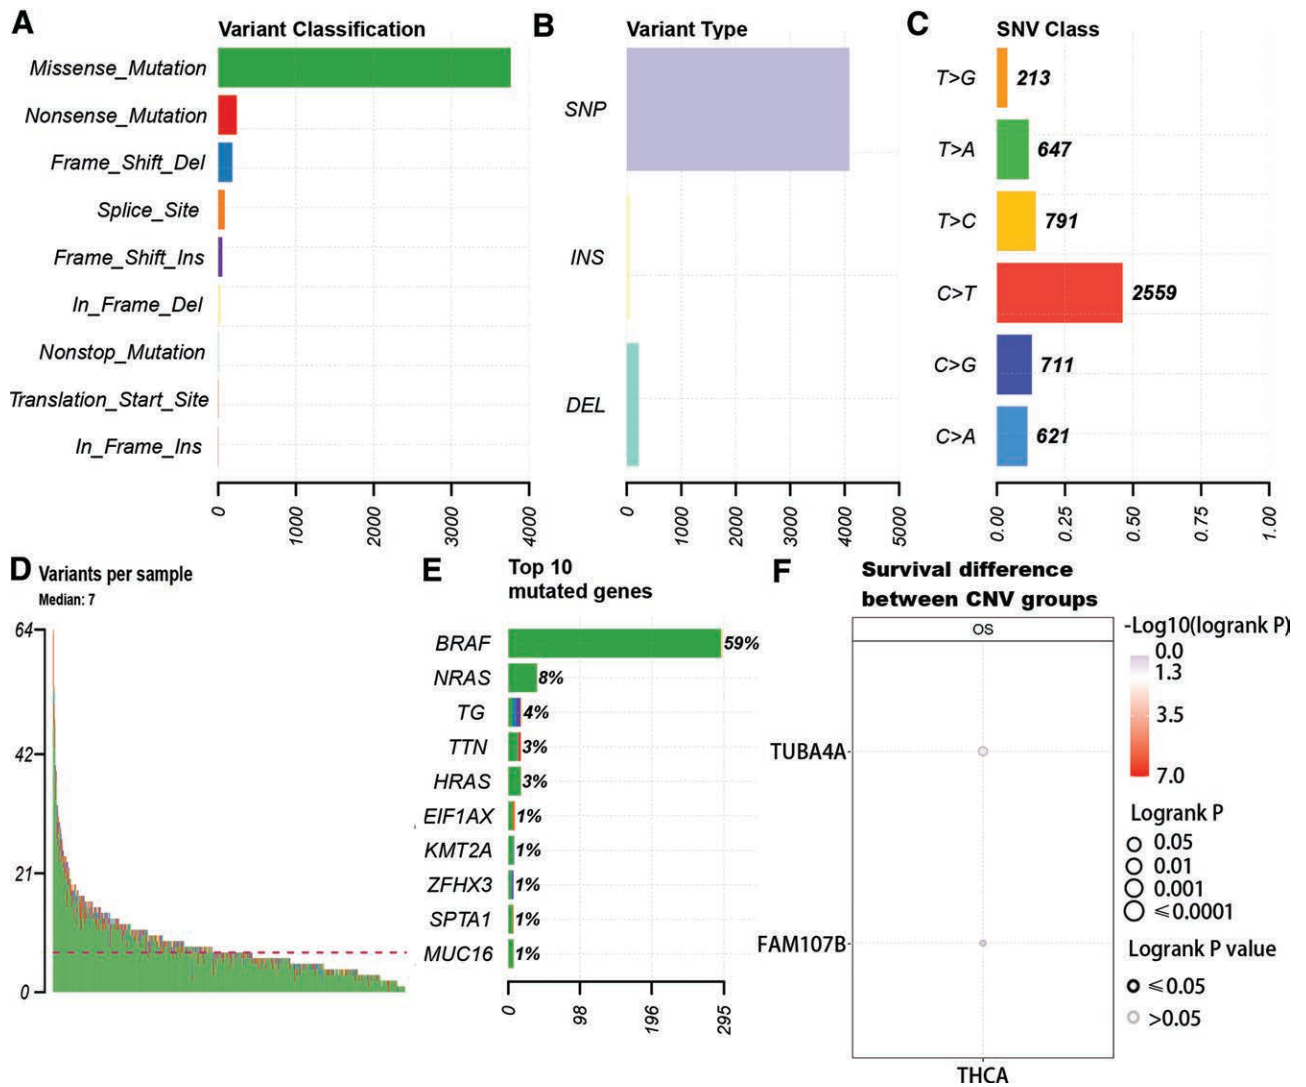 A
Variant Classification
Missense_Mutation
Nonsense_Mutation
Frame_Shift_Del
Splice_Site
Frame_Shift_Ins
In_Frame_Del
Nonstop_Mutation
Translation_Start_Site
In_Frame_Ins
0
1000
2000
3000
4000
B
Variant Type
SNP
INS
DEL
0
1000
2000
3000
4000
5000
C
SNV Class
T>G 213
T>A 647
T>C 791
C>T 2559
C>G 711
C>A 621
0.00
0.25
0.50
0.75
1.00
D
Variants per sample
Median: 7
64
42
21
0
E
Top 10
mutated genes
BRAF 59%
NRAS 8%
TG 4%
TTN 3%
HRAS 3%
EIF1AX 1%
KMT2A 1%
ZFHX3 1%
SPTA1 1%
MUC16 1%
0
98
196
295
F
Survival difference
between CNV groups
OS
TUBA4A
FAM107B
THCA
-Log10(logrank P)
0.0
1.3
3.5
7.0
Logrank P
0.05
0.01
0.001
≤0.0001
Logrank P value
≤0.05
>0.05